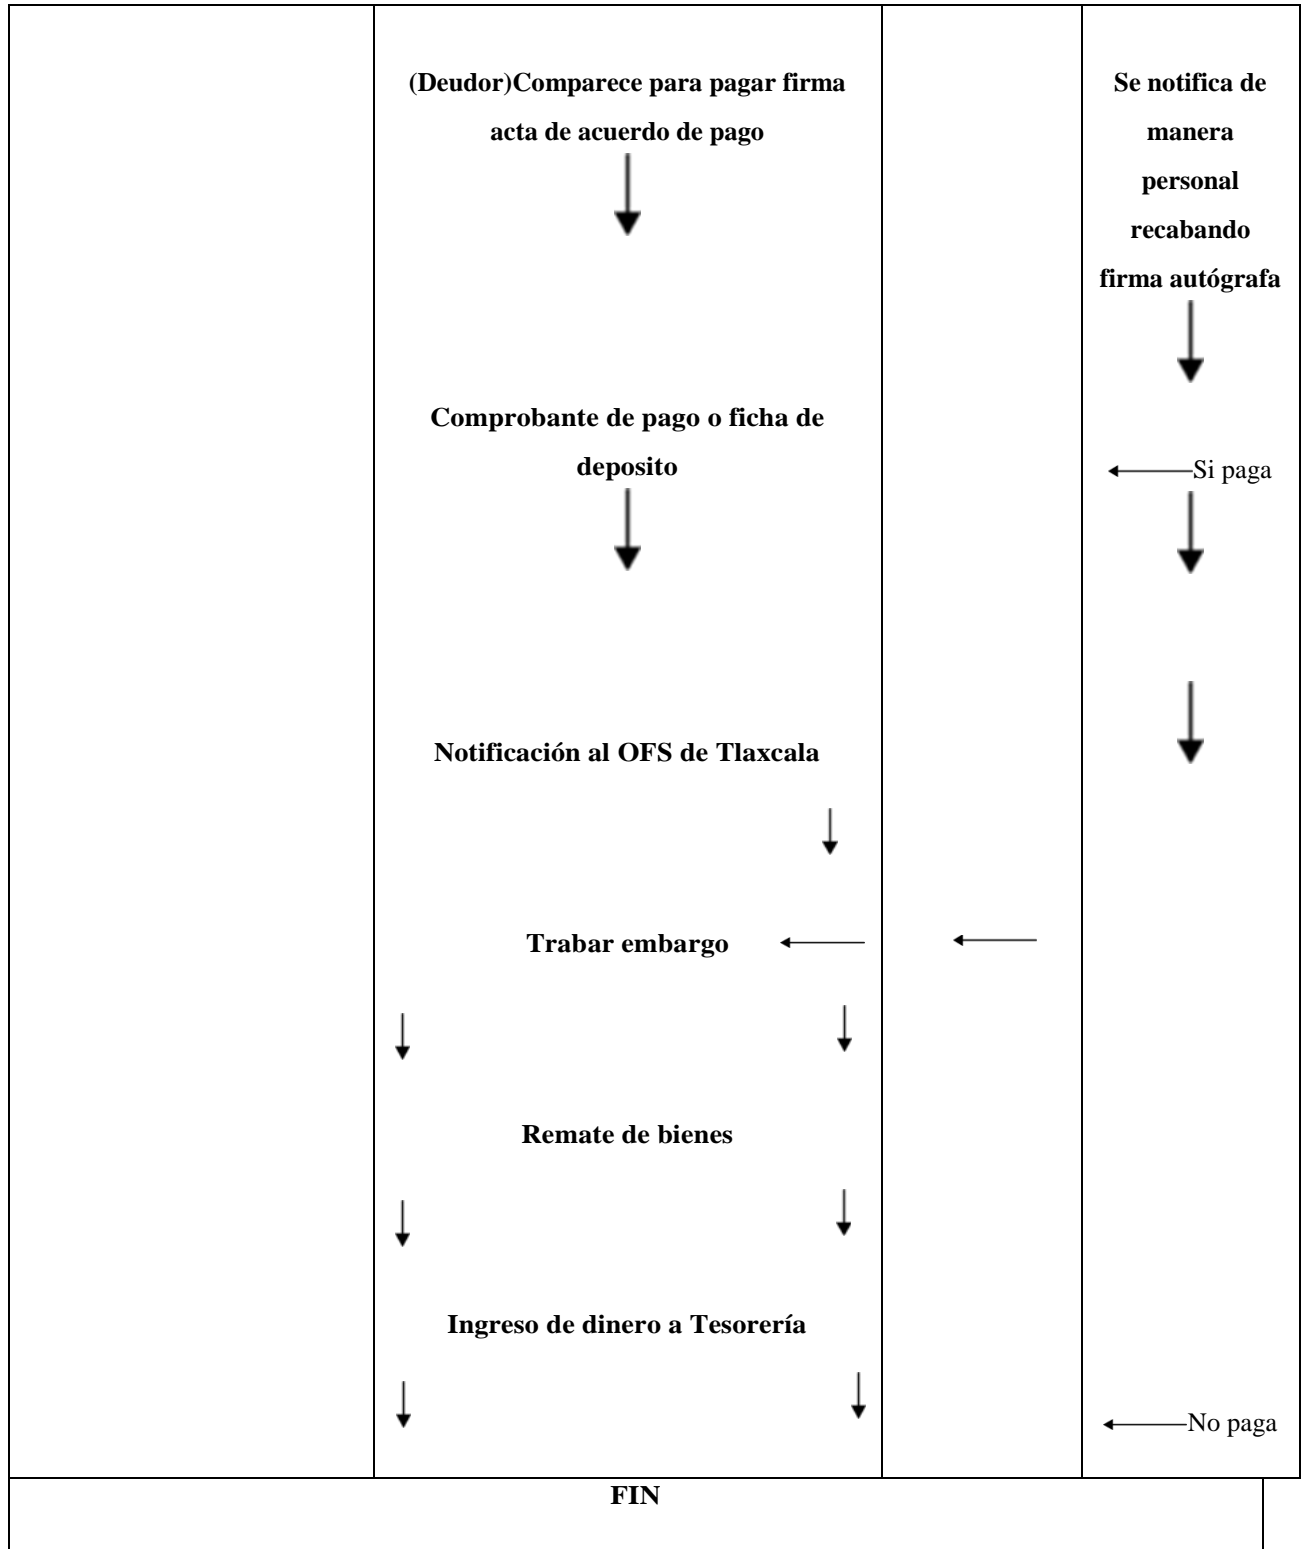 (Deudor)Comparece para pagar firma
acta de acuerdo de pago
Comprobante de pago o ficha de
deposito
Notificación al OFS de Tlaxcala
Trabar embargo
Remate de bienes
Ingreso de dinero a Tesorería
Se notifica de
manera
personal
recabando
firma autógrafa
Si paga
No paga
FIN